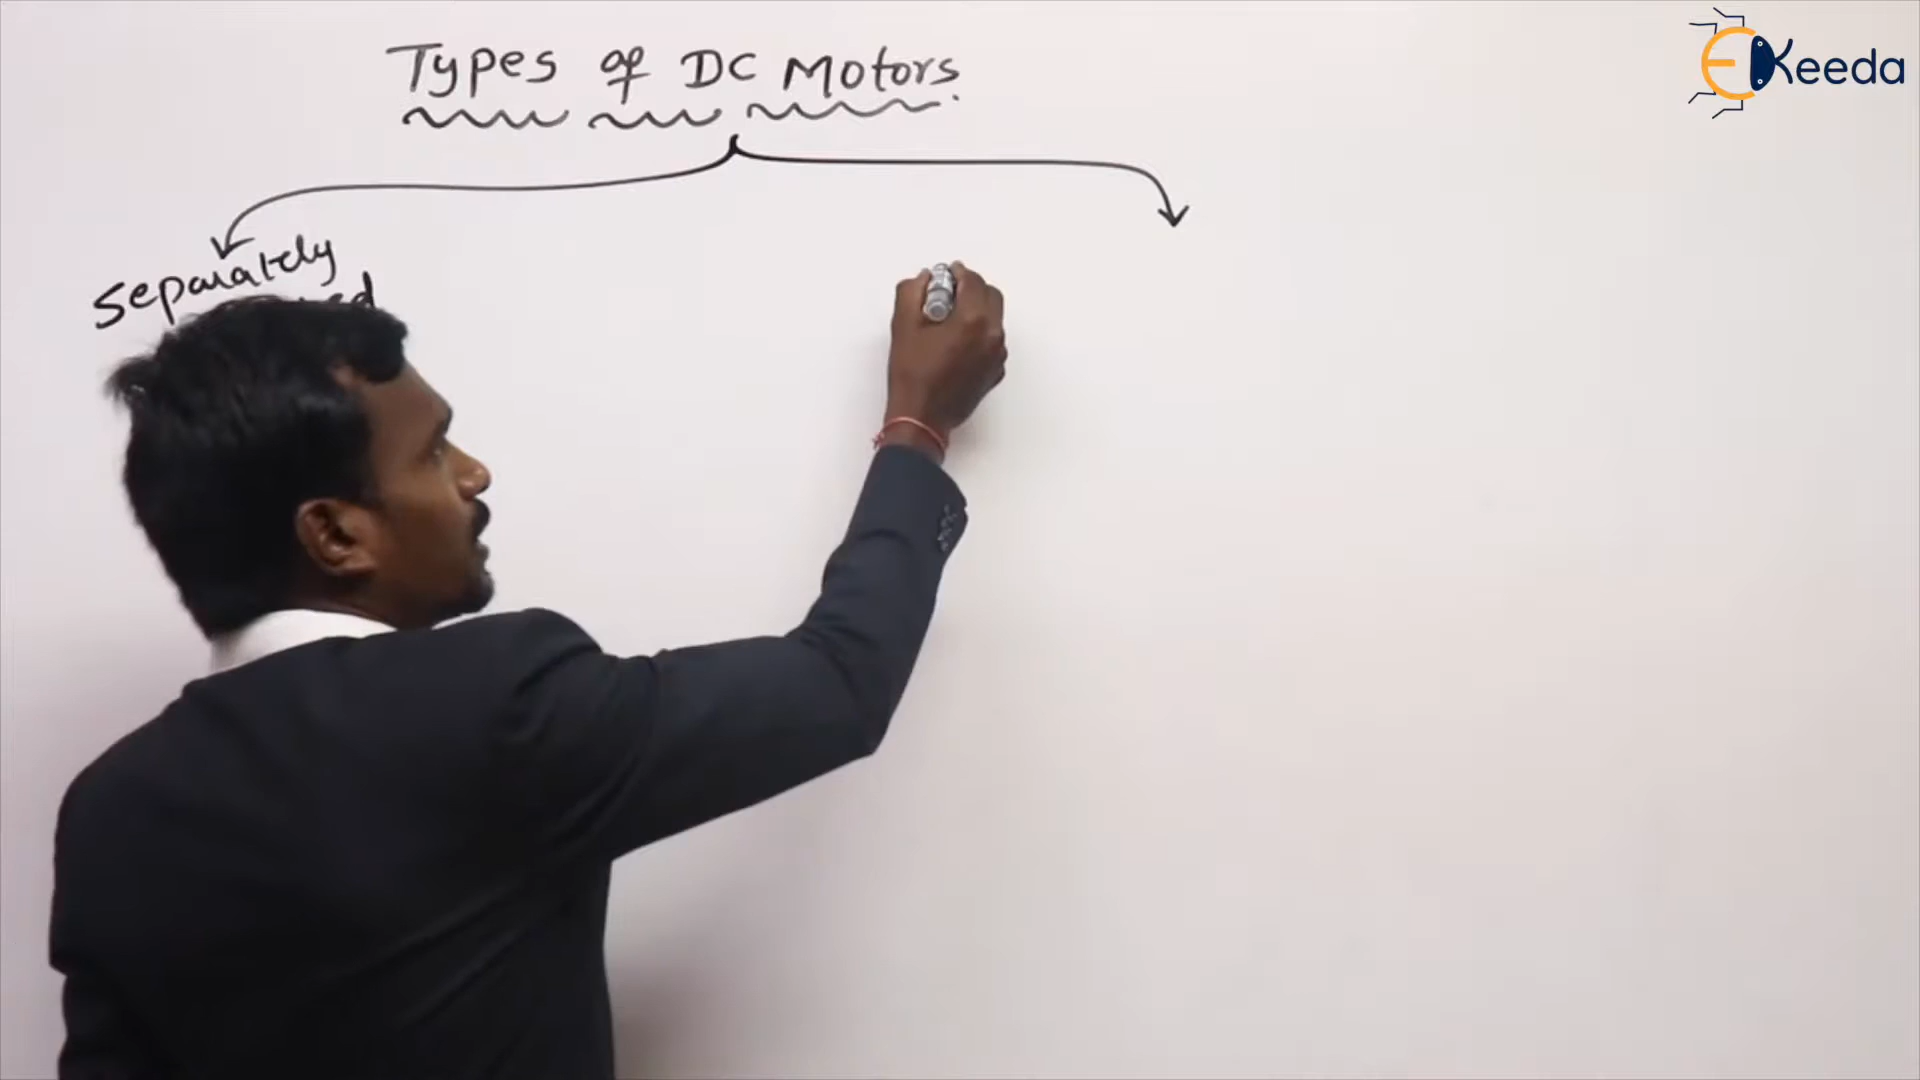 Types of DC Motors.
Separately
EKeeda